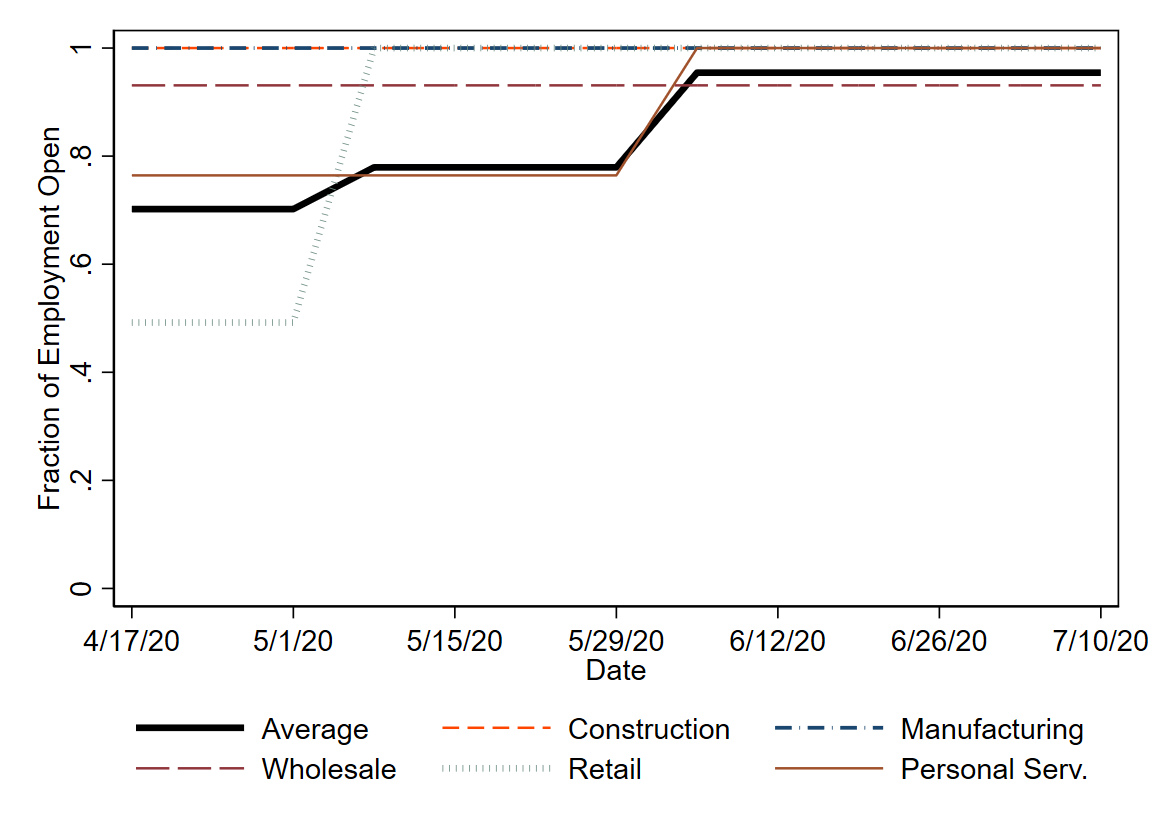 Fraction of Employment Open
1
.8
.6
.4
.2
0
4/17/20 5/1/20 5/15/20 5/29/20 6/12/20 6/26/20 7/10/20
Date
Average Construction Manufacturing
Wholesale Retail Personal Serv.